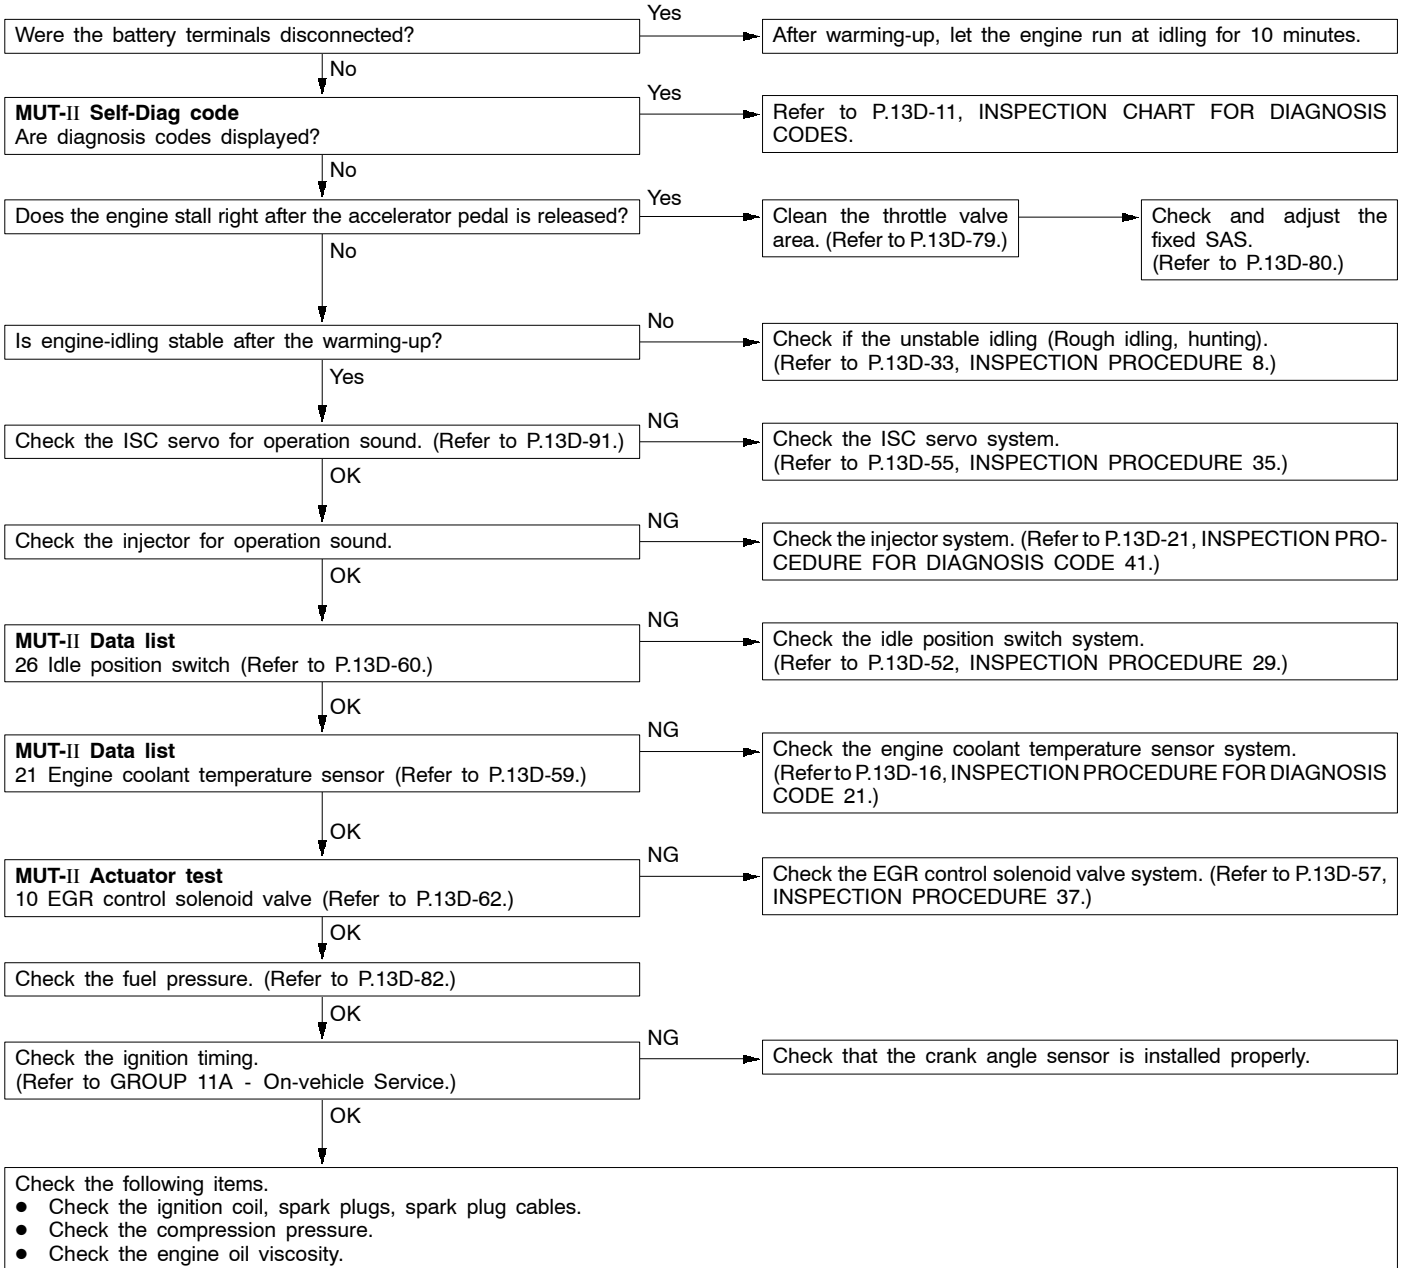 Were the battery terminals disconnected?
Yes
After warming-up, let the engine run at idling for 10 minutes.
No
MUT-II Self-Diag code
Are diagnosis codes displayed?
Yes
Refer to P.13D-11, INSPECTION CHART FOR DIAGNOSIS
CODES.
No
Does the engine stall right after the accelerator pedal is released?
Yes
Clean the throttle valve
area. (Refer to P.13D-79.)
Check and adjust the
fixed SAS.
(Refer to P.13D-80.)
No
Is engine-idling stable after the warming-up?
No
Check if the unstable idling (Rough idling, hunting).
(Refer to P.13D-33, INSPECTION PROCEDURE 8.)
Yes
Check the ISC servo for operation sound. (Refer to P.13D-91.)
NG
Check the ISC servo system.
(Refer to P.13D-55, INSPECTION PROCEDURE 35.)
OK
Check the injector for operation sound.
NG
Check the injector system. (Refer to P.13D-21, INSPECTION PRO-
CEDURE FOR DIAGNOSIS CODE 41.)
OK
MUT-II Data list
26 Idle position switch (Refer to P.13D-60.)
NG
Check the idle position switch system.
(Refer to P.13D-52, INSPECTION PROCEDURE 29.)
OK
MUT-II Data list
21 Engine coolant temperature sensor (Refer to P.13D-59.)
NG
Check the engine coolant temperature sensor system.
(Refer to P.13D-16, INSPECTION PROCEDURE FOR DIAGNOSIS
CODE 21.)
OK
MUT-II Actuator test
10 EGR control solenoid valve (Refer to P.13D-62.)
NG
Check the EGR control solenoid valve system. (Refer to P.13D-57,
INSPECTION PROCEDURE 37.)
OK
Check the fuel pressure. (Refer to P.13D-82.)
OK
Check the ignition timing.
(Refer to GROUP 11A - On-vehicle Service.)
NG
Check that the crank angle sensor is installed properly.
OK
Check the following items.
● Check the ignition coil, spark plugs, spark plug cables.
● Check the compression pressure.
● Check the engine oil viscosity.